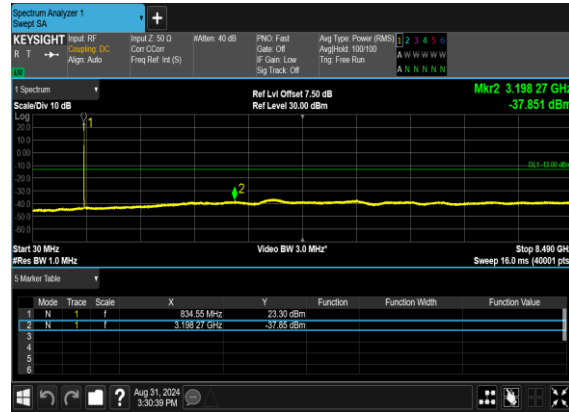 Spectrum Analyzer 1
Swept SA
+
KEYSIGHT Input: RF Input Z: 50 Ω #Atten: 40 dB PNO: Fast Avg Type: Power (RMS) 1 2 3 4 5 6
R T Coupling: DC Corr CCorr Gate: Off Avg|Hold: 100/100 A W W W W W
Align: Auto Freq Ref: Int (S) IF Gain: Low Trig: Free Run
Sig Track: Off A N N N N N
1 Spectrum Ref Lvl Offset 7.50 dB Mkr2 3.198 27 GHz
Scale/Div 10 dB Ref Level 30.00 dBm -37.851 dBm
Log
20.0
10.0
0.00
-10.0
-20.0
-30.0
-40.0
-50.0
-60.0
1
2
DL1 -13.00 dBm
Start 30 MHz Video BW 3.0 MHz* Stop 8.490 GHz
#Res BW 1.0 MHz Sweep 16.0 ms (40001 pts)
5 Marker Table
Mode Trace Scale X Y Function Function Width Function Value
1 N 1 f 834.55 MHz 23.30 dBm
2 N 1 f 3.198 27 GHz -37.85 dBm
3
4
5
6
? Aug 31, 2024
3:30:39 PM